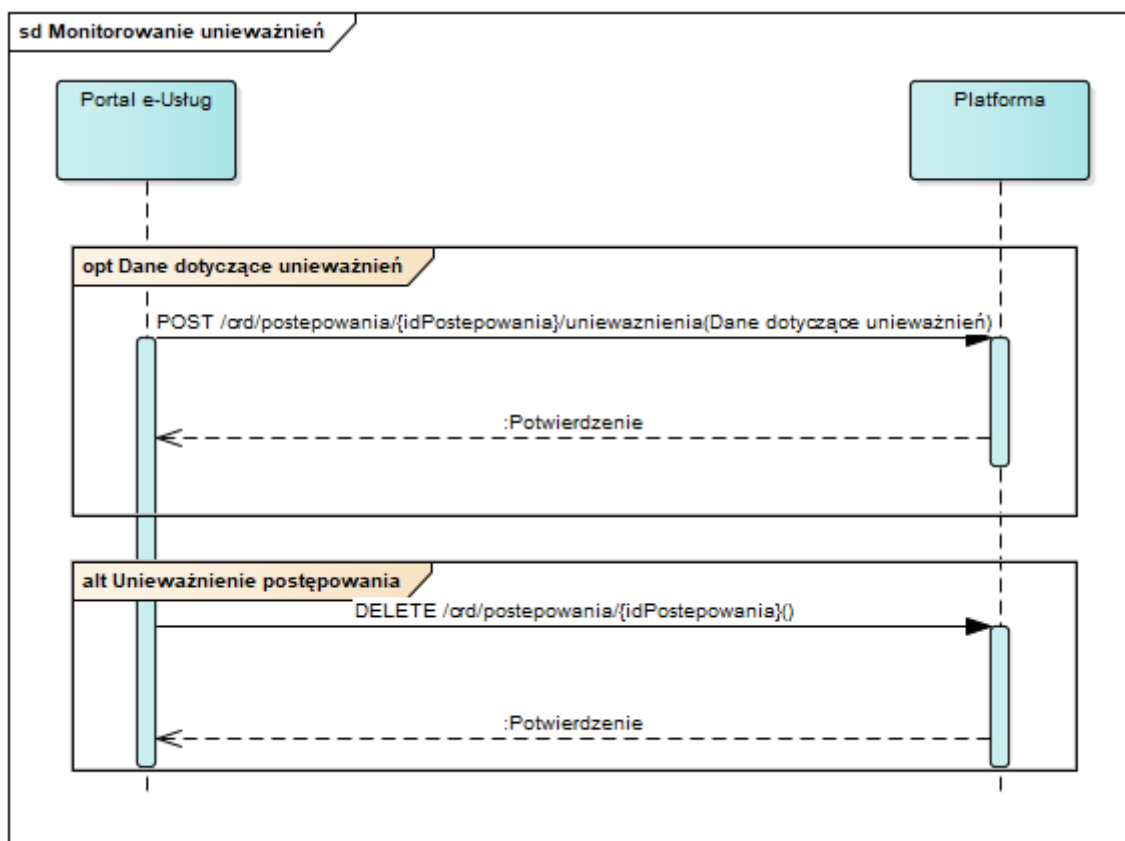 sd Monitorowanie unieważnień
Portal e-Usług
Platforma
opt Dane dotyczące unieważnień
POST /crd/postepowania/{idPostepowania}/uniewaznienia(Dane dotyczące unieważnień)
:Potwierdzenie
alt Unieważnienie postępowania
DELETE /crd/postepowania/{idPostepowania}()
:Potwierdzenie